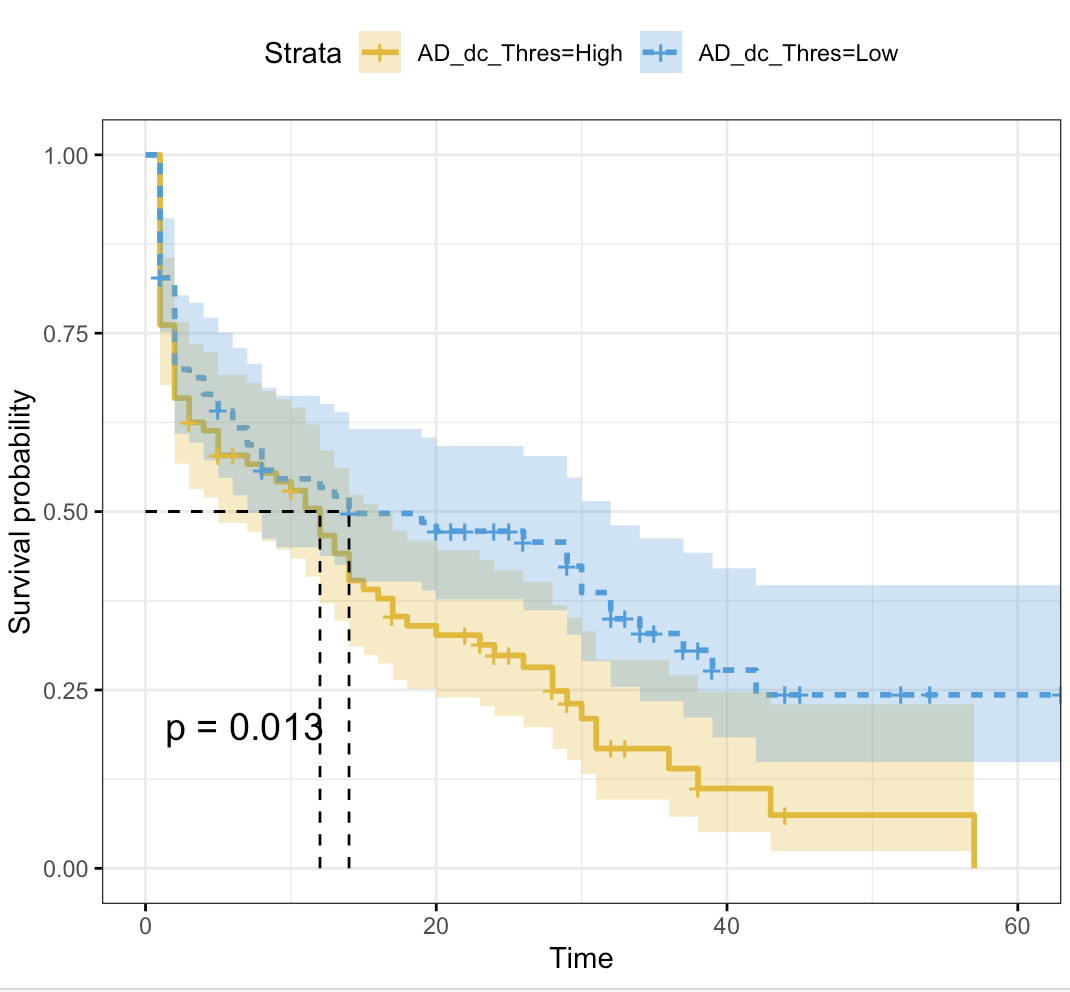 Strata AD_dc_Thres=High AD_dc_Thres=Low
1.00
0.75
0.50
0.25
0.00
Survival probability
p = 0.013
0 20 40 60
Time